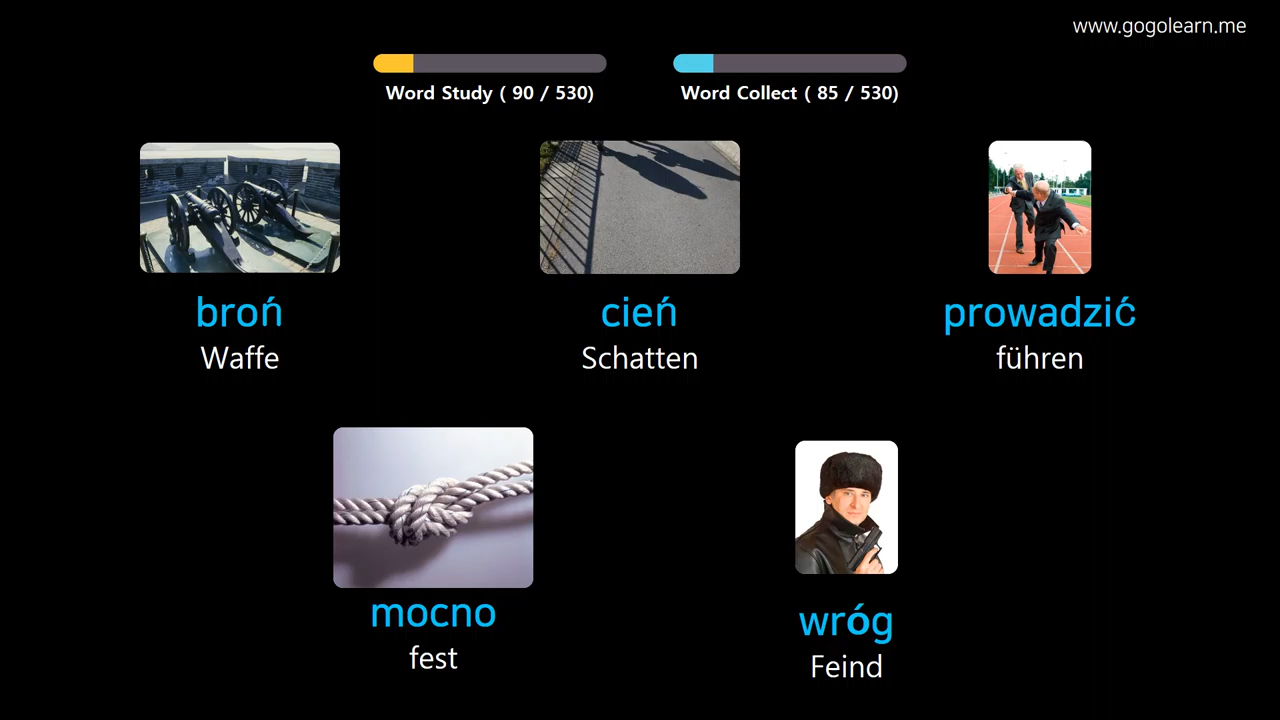 www.gogolearn.me
Word Study ( 90 / 530)
Word Collect ( 85 / 530)
broń
Waffe
cień
Schatten
prowadzić
führen
mocno
fest
wróg
Feind